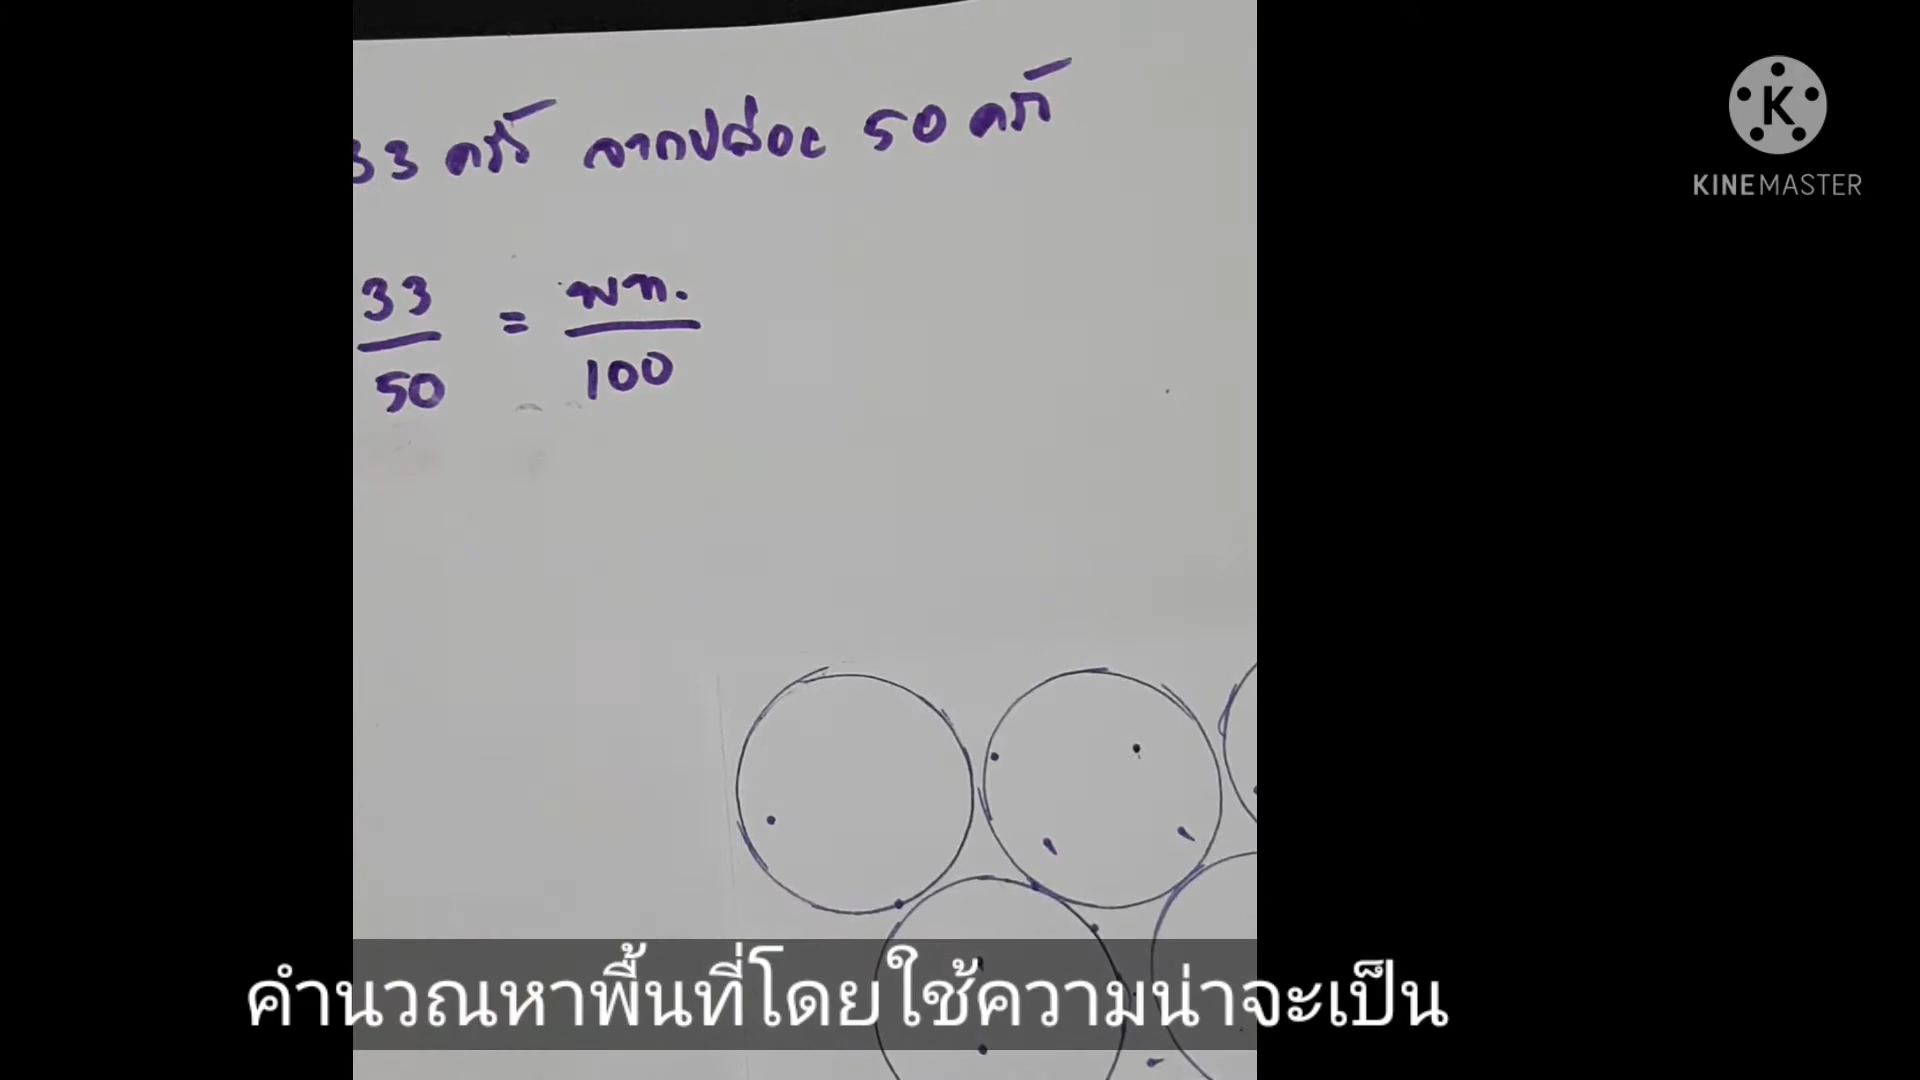 33 ครั้ง จากปล่อย 50 ครั้ง
33
50
=
พท.
100
KINEMASTER
คำนวณหาพื้นที่โดยใช้ความน่าจะเป็น